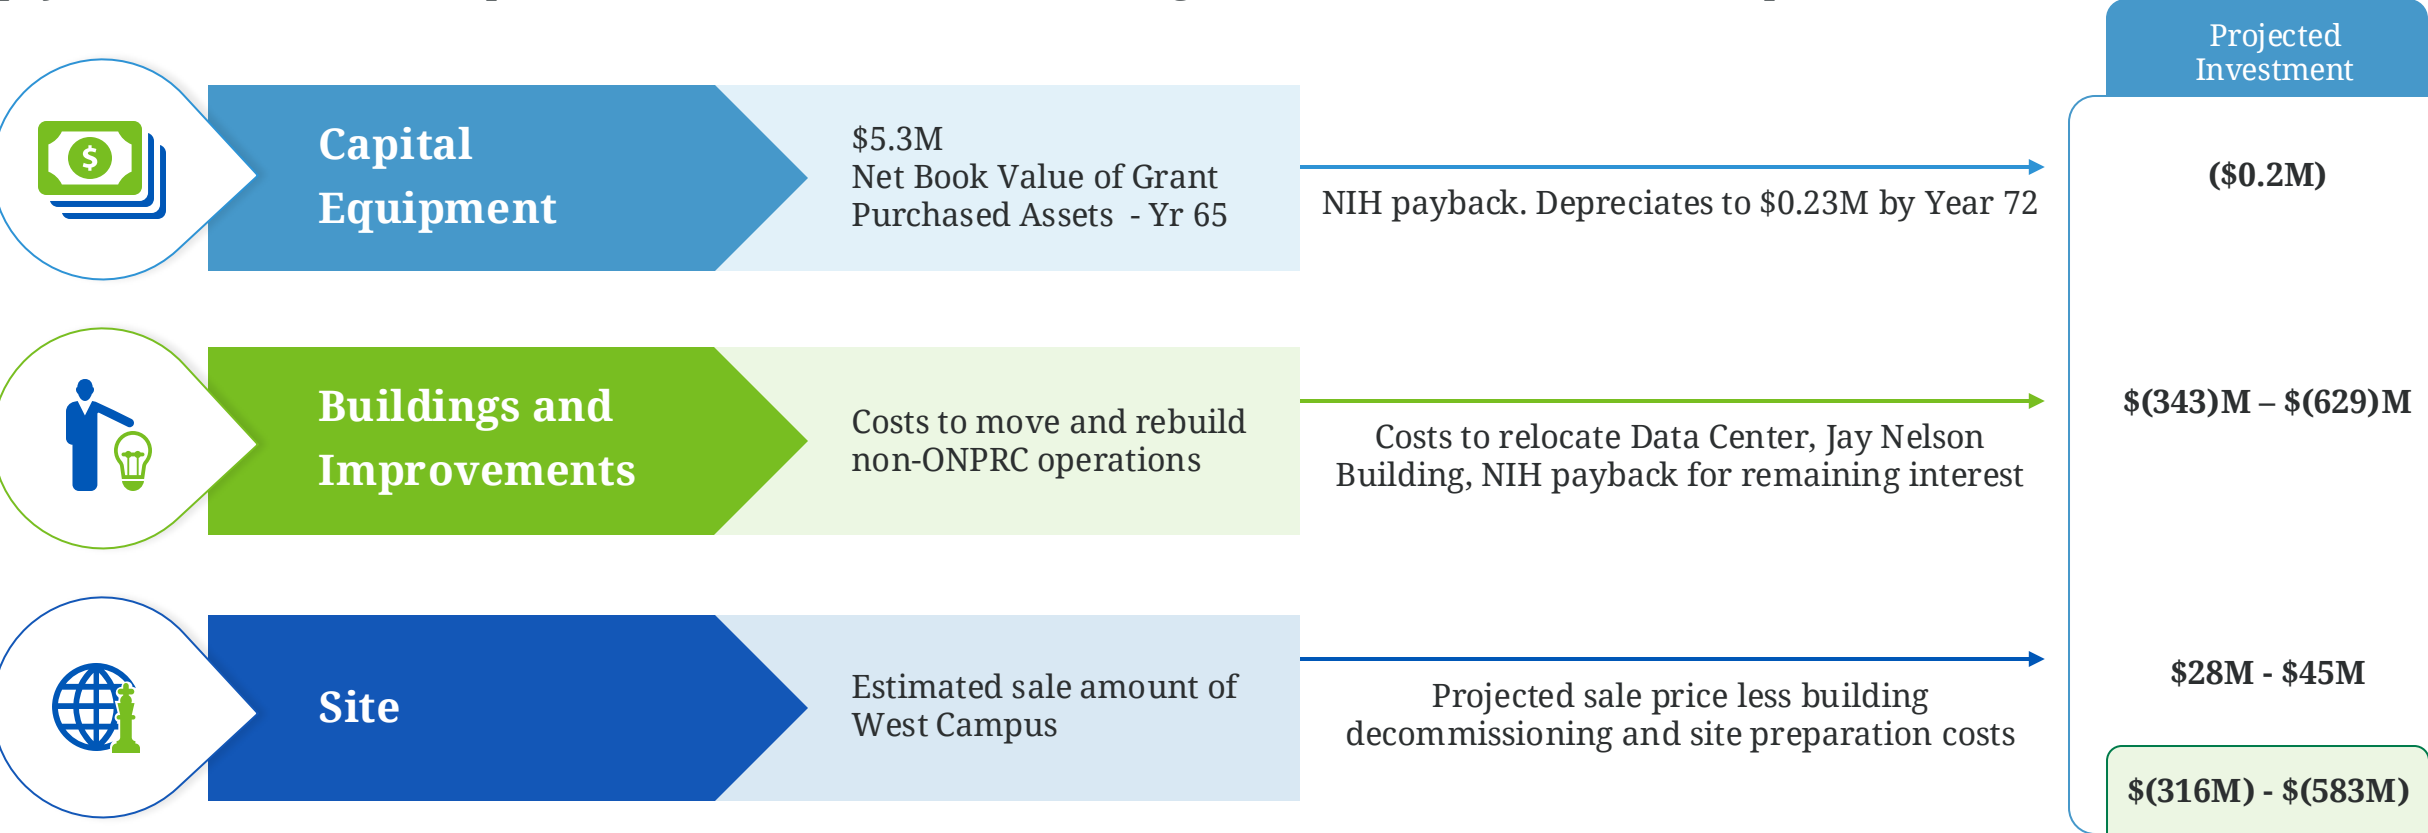 Projected
Investment
Capital
Equipment
$5.3M
Net Book Value of Grant
Purchased Assets - Yr 65
NIH payback. Depreciates to $0.23M by Year 72
($0.2M)
Buildings and
Improvements
Costs to move and rebuild
non-ONPRC operations
Costs to relocate Data Center, Jay Nelson
Building, NIH payback for remaining interest
$(343)M – $(629)M
Site
Estimated sale amount of
West Campus
Projected sale price less building
decommissioning and site preparation costs
$28M - $45M
$(316M) - $(583M)